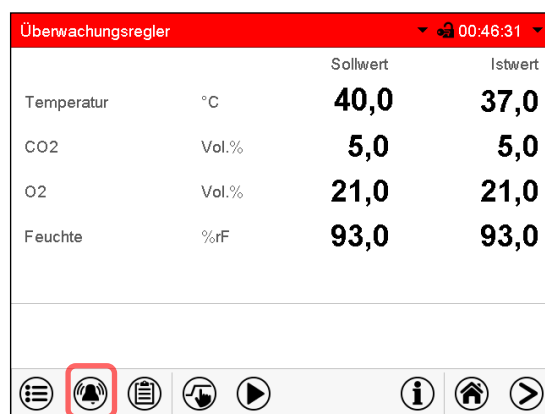 Überwachungsregler 00:46:31
Sollwert Istwert
Temperatur °C 40,0 37,0
CO2 Vol.% 5,0 5,0
O2 Vol.% 21,0 21,0
Feuchte %rF 93,0 93,0